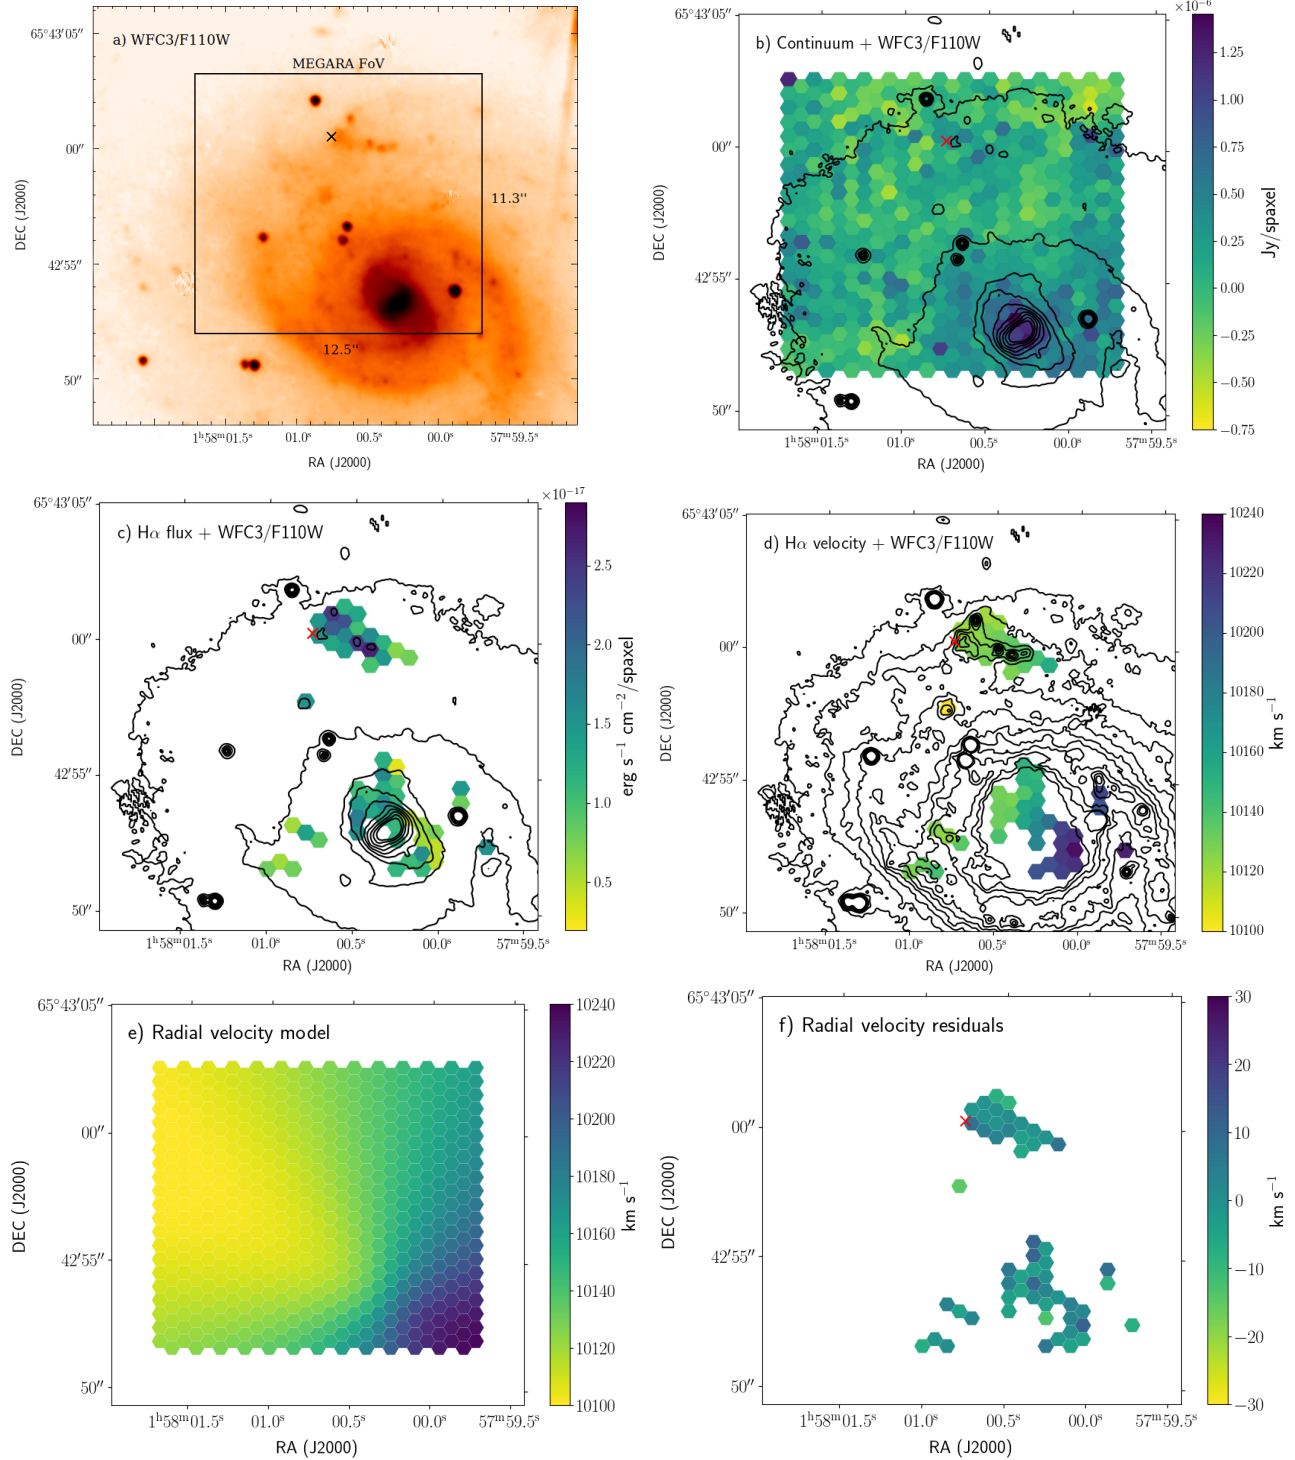 a) WFC3/F110W
MEGARA FoV
11.3''
12.5''
65°43′05″
00″
42′55″
50″
DEC (J2000)
1ʰ58ᵐ01.5ˢ
01.0ˢ
00.5ˢ
00.0ˢ
57ᵐ59.5ˢ
RA (J2000)
b) Continuum + WFC3/F110W
65°43′05″
00″
42′55″
50″
DEC (J2000)
1ʰ58ᵐ01.5ˢ
01.0ˢ
00.5ˢ
00.0ˢ
57ᵐ59.5ˢ
RA (J2000)
×10⁻⁶
1.25
1.00
0.75
0.50
0.25
0.00
−0.25
−0.50
−0.75
Jy/spaxel
c) Hα flux + WFC3/F110W
65°43′05″
00″
42′55″
50″
DEC (J2000)
1ʰ58ᵐ01.5ˢ
01.0ˢ
00.5ˢ
00.0ˢ
57ᵐ59.5ˢ
RA (J2000)
×10⁻¹⁷
2.5
2.0
1.5
1.0
0.5
erg s⁻¹ cm⁻²/spaxel
d) Hα velocity + WFC3/F110W
65°43′05″
00″
42′55″
50″
DEC (J2000)
1ʰ58ᵐ01.5ˢ
01.0ˢ
00.5ˢ
00.0ˢ
57ᵐ59.5ˢ
RA (J2000)
10240
10220
10200
10180
10160
10140
10120
10100
km s⁻¹
e) Radial velocity model
65°43′05″
00″
42′55″
50″
DEC (J2000)
1ʰ58ᵐ01.5ˢ
01.0ˢ
00.5ˢ
00.0ˢ
57ᵐ59.5ˢ
RA (J2000)
10240
10220
10200
10180
10160
10140
10120
10100
km s⁻¹
f) Radial velocity residuals
65°43′05″
00″
42′55″
50″
DEC (J2000)
1ʰ58ᵐ01.5ˢ
01.0ˢ
00.5ˢ
00.0ˢ
57ᵐ59.5ˢ
RA (J2000)
30
20
10
0
−10
−20
−30
km s⁻¹